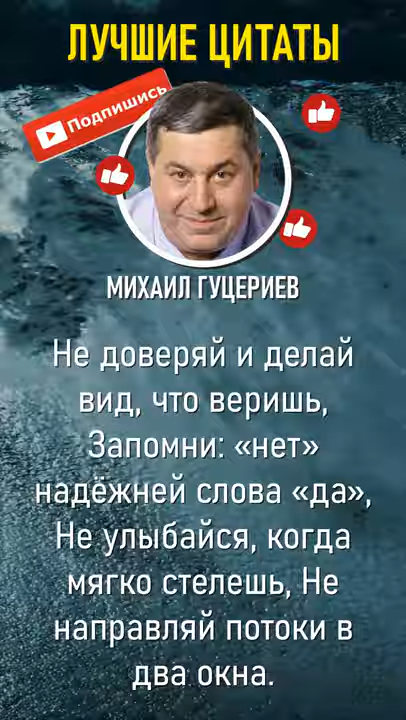 ЛУЧШИЕ ЦИТАТЫ
Подпишись
МИХАИЛ ГУЦЕРИЕВ
Не доверяй и делай
вид, что веришь,
Запомни: «нет»
надёжней слова «да»,
Не улыбайся, когда
мягко стелешь, Не
направляй потоки в
два окна.